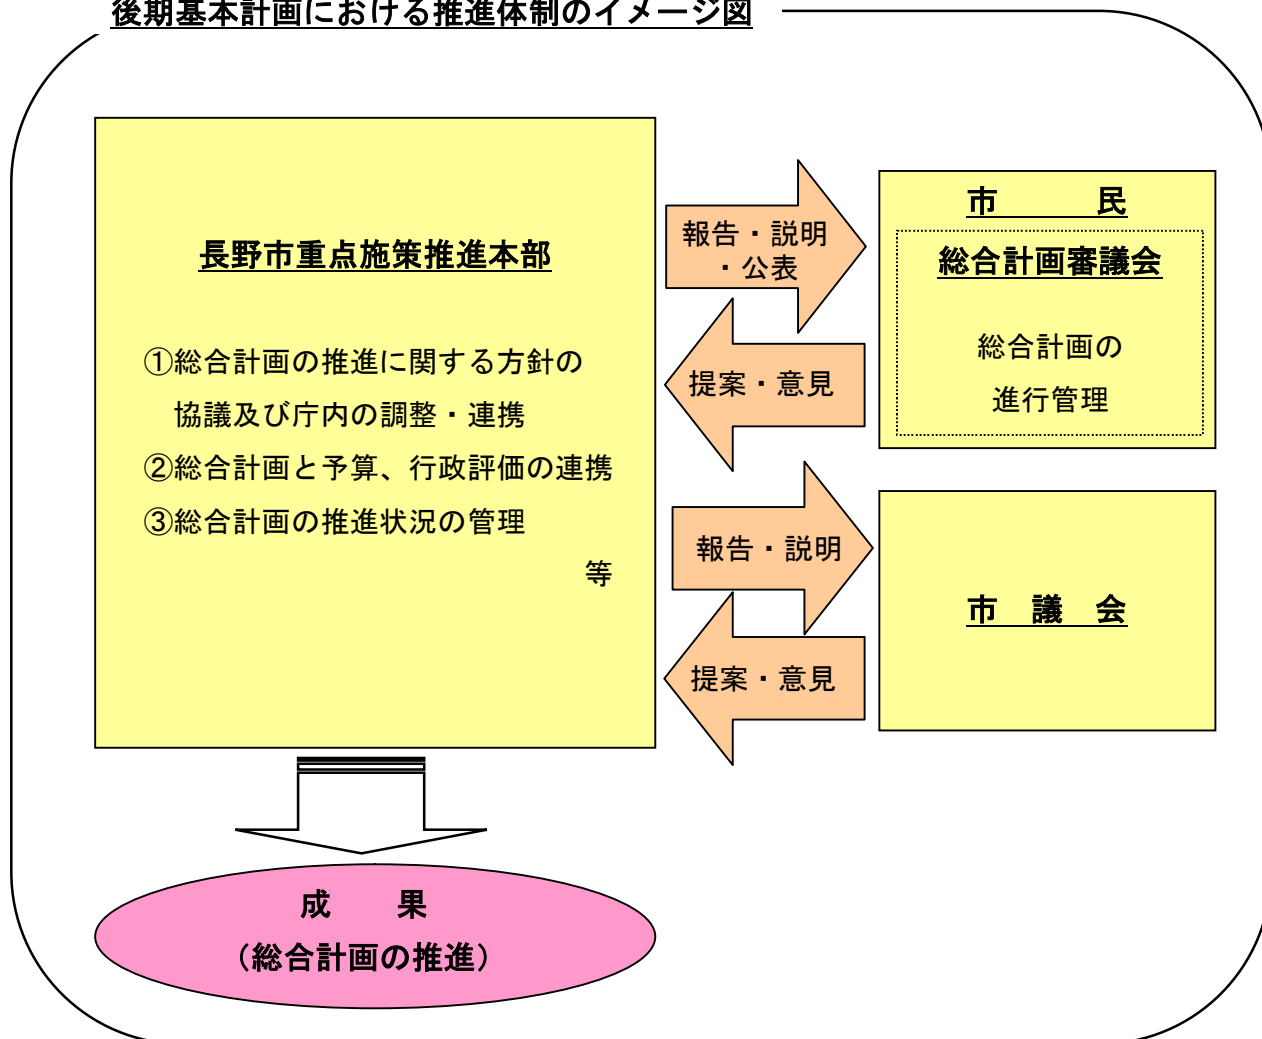 後期基本計画における推進体制のイメージ図
長野市重点施策推進本部
①総合計画の推進に関する方針の
協議及び庁内の調整・連携
②総合計画と予算、行政評価の連携
③総合計画の推進状況の管理
等
報告・説明
・公表
提案・意見
市　　　民
総合計画審議会
総合計画の
進行管理
報告・説明
提案・意見
市　議　会
成　　果
（総合計画の推進）